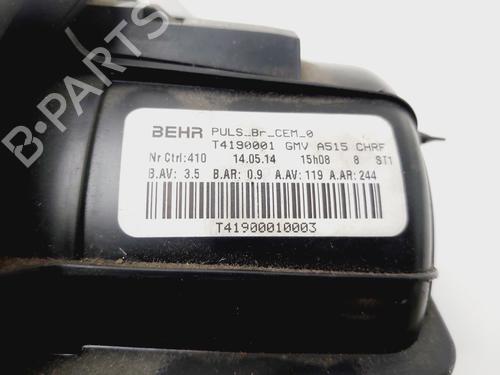 B-PARTS
BEHR PULS_Br_CEM_0
T4190001 GMV A515 CHRF
Nr Ctrl:410 14.05.14 15h08 8 ST1
B.AV: 3.5 B.AR: 0.9 A.AV: 119 A.AR: 244
T41900010003